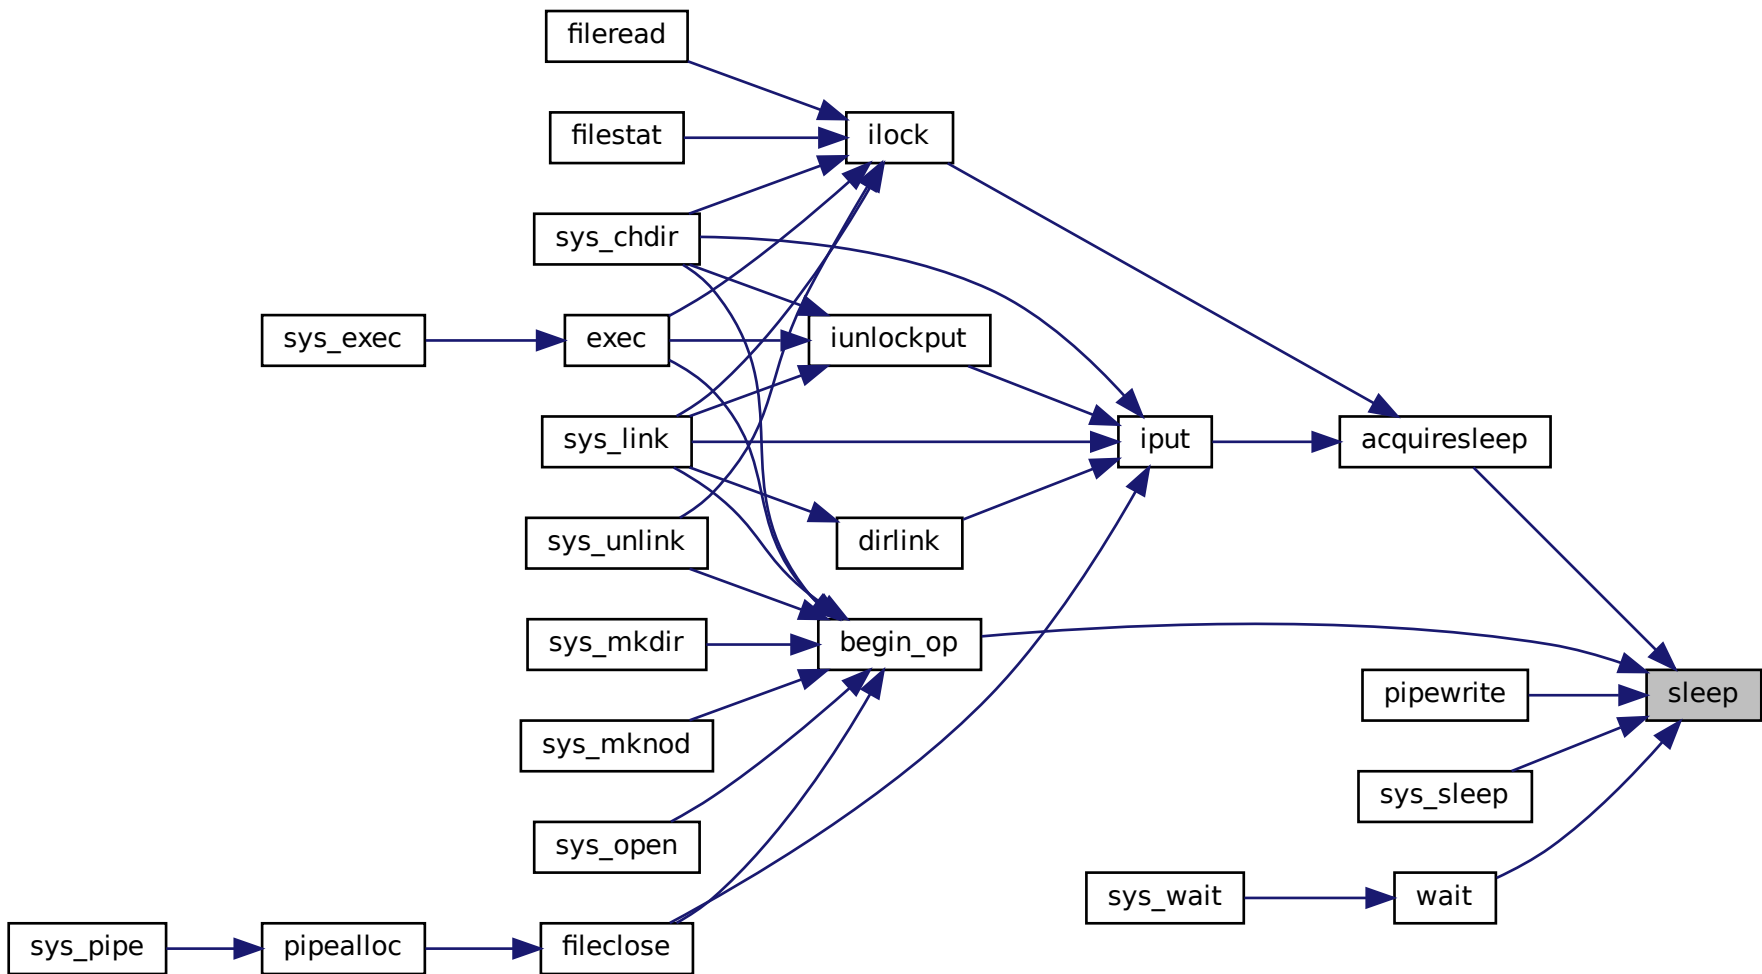 fileread
filestat
ilock
sys_chdir
sys_exec
exec
iunlockput
sys_link
iput
acquiresleep
sys_unlink
dirlink
sys_mkdir
begin_op
pipewrite
sleep
sys_mknod
sys_sleep
sys_open
sys_wait
wait
sys_pipe
pipealloc
fileclose